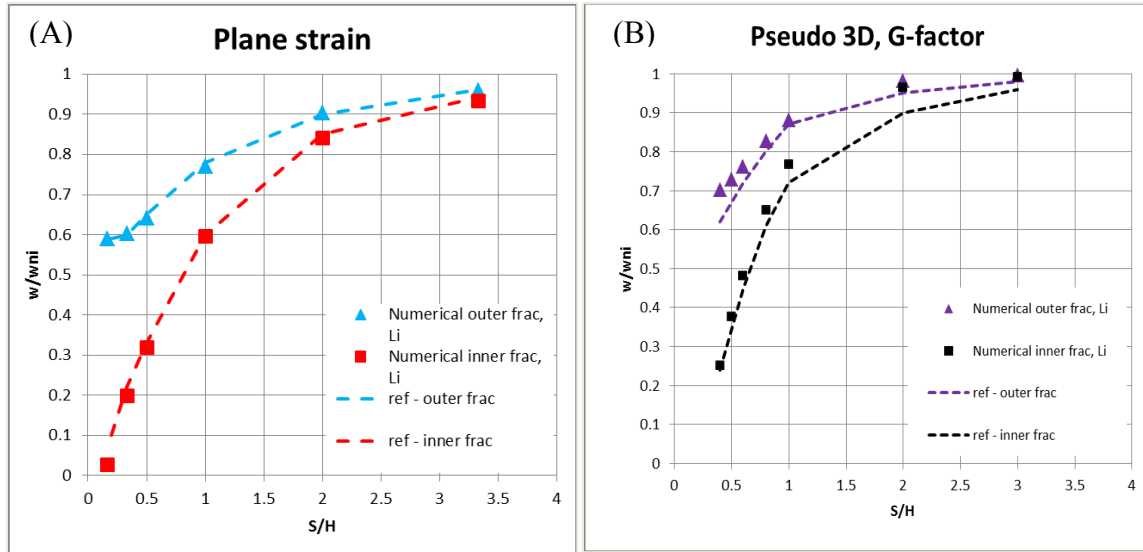 (A)
Plane strain
1
0.9
0.8
0.7
0.6
0.5
0.4
0.3
0.2
0.1
0
w/wni
0
0.5
1
1.5
2
2.5
3
3.5
4
S/H
Numerical outer frac,
Li
Numerical inner frac,
Li
ref - outer frac
ref - inner frac
(B)
Pseudo 3D, G-factor
1
0.9
0.8
0.7
0.6
0.5
0.4
0.3
0.2
0.1
0
w/wni
0
0.5
1
1.5
2
2.5
3
3.5
4
S/H
Numerical outer frac, Li
Numerical inner frac, Li
ref - outer frac
ref - inner frac